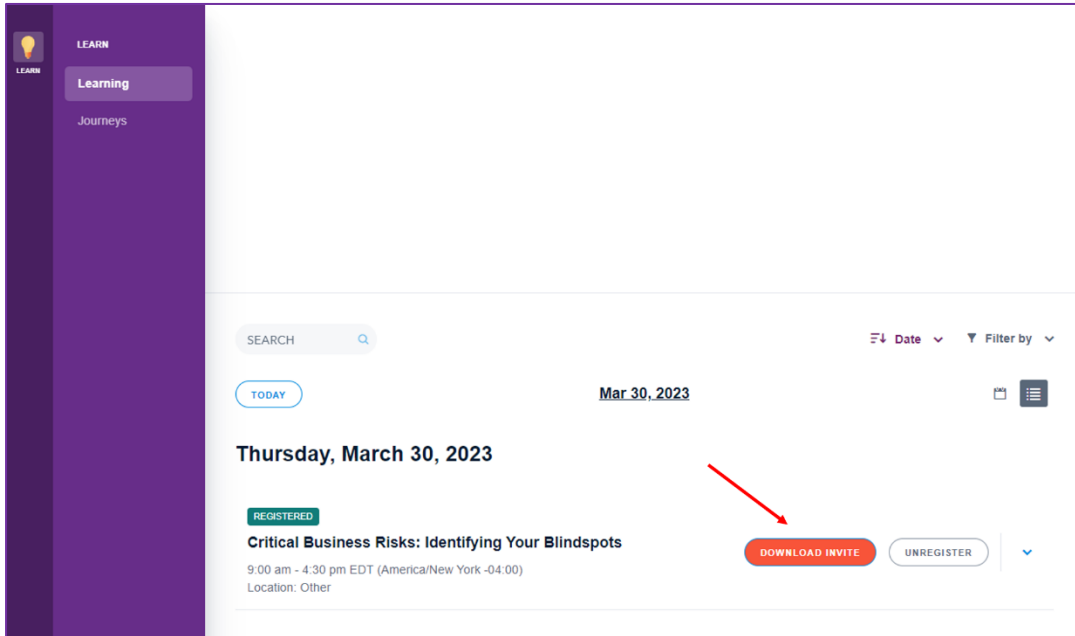 LEARN
LEARN
Learning
Journeys
SEARCH
Date
Filter by
TODAY
Mar 30, 2023
Thursday, March 30, 2023
REGISTERED
Critical Business Risks: Identifying Your Blindspots
DOWNLOAD INVITE
UNREGISTER
9:00 am - 4:30 pm EDT (America/New York -04:00)
Location: Other